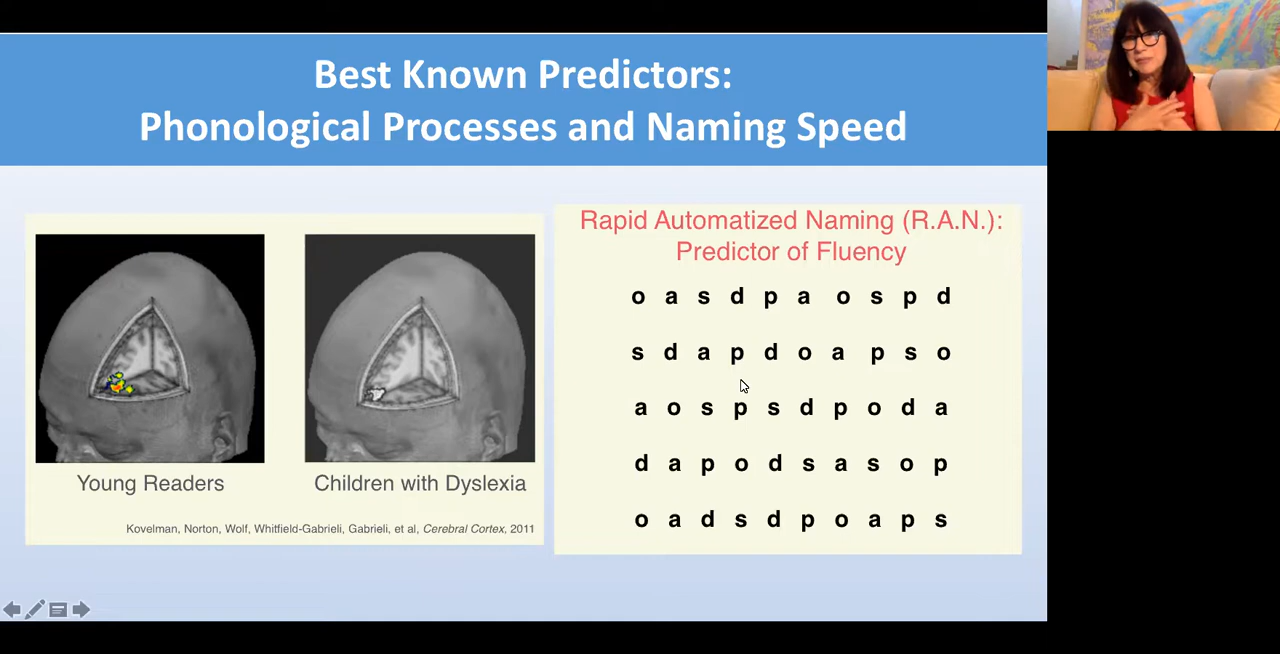 Best Known Predictors:
Phonological Processes and Naming Speed
Young Readers
Children with Dyslexia
Kovelman, Norton, Wolf, Whitfield-Gabrieli, Gabrieli, et al, Cerebral Cortex, 2011
Rapid Automatized Naming (R.A.N.):
Predictor of Fluency
o a s d p a o s p d
s d a p d o a p s o
a o s p s d p o d a
d a p o d s a s o p
o a d s d p o a p s